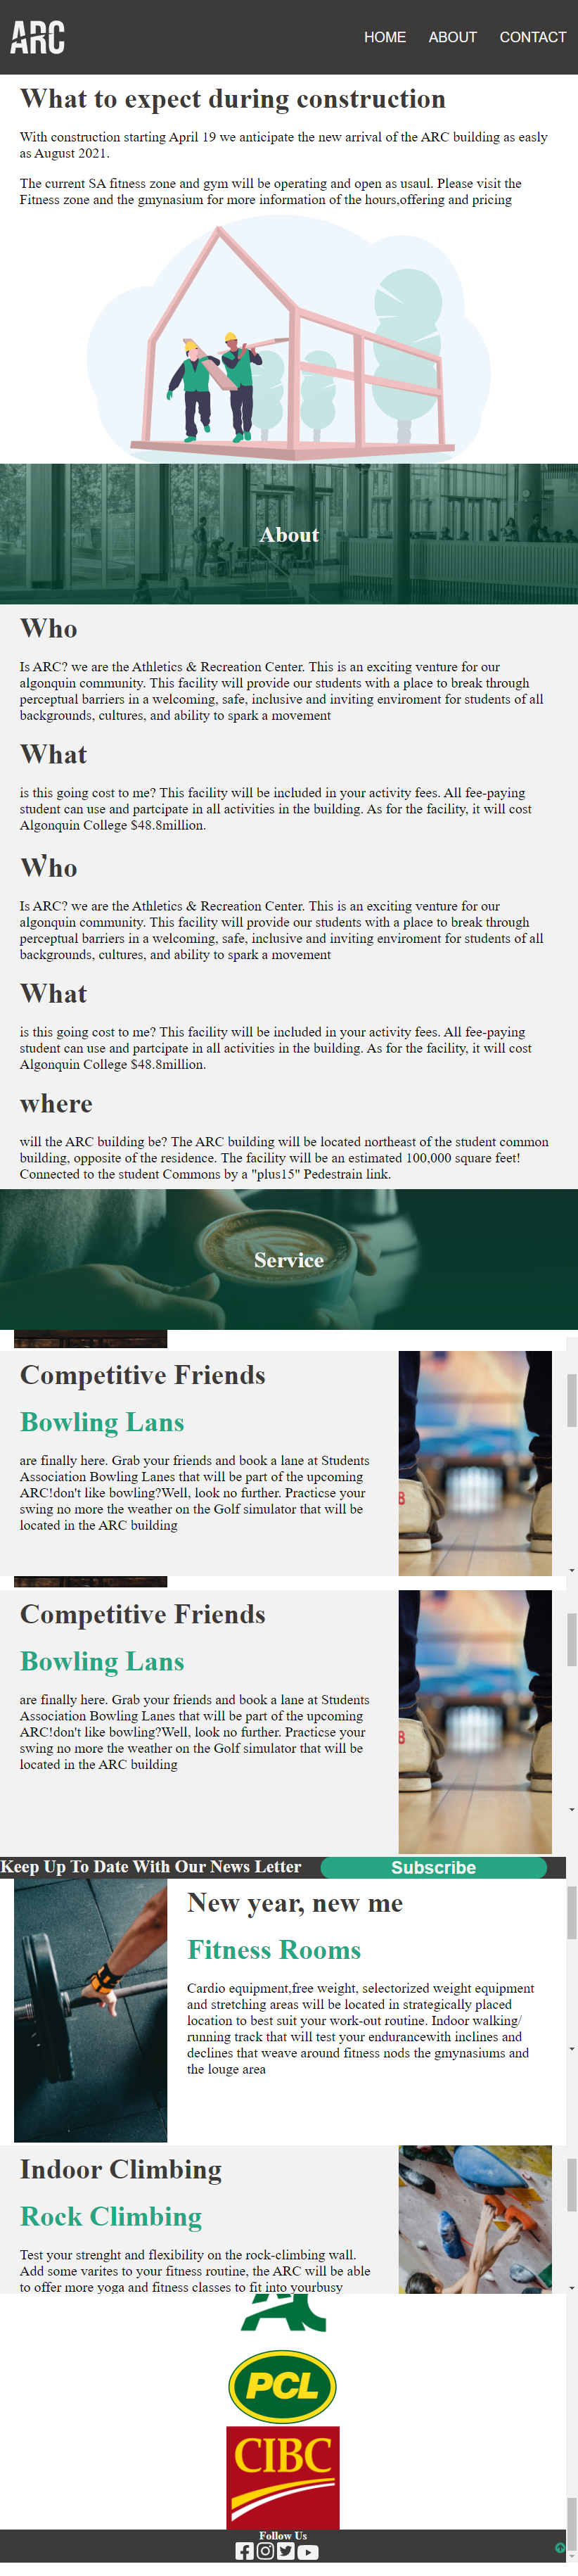 ARC
HOME ABOUT CONTACT
What to expect during construction
With construction starting April 19 we anticipate the new arrival of the ARC building as easly
as August 2021.
The current SA fitness zone and gym will be operating and open as usaul. Please visit the
Fitness zone and the gmynasium for more information of the hours,offering and pricing
About
Who
Is ARC? we are the Athletics & Recreation Center. This is an exciting venture for our
algonquin community. This facility will provide our students with a place to break through
perceptual barriers in a welcoming, safe, inclusive and inviting enviroment for students of all
backgrounds, cultures, and ability to spark a movement
What
is this going cost to me? This facility will be included in your activity fees. All fee-paying
student can use and partcipate in all activities in the building. As for the facility, it will cost
Algonquin College $48.8million.
Who
Is ARC? we are the Athletics & Recreation Center. This is an exciting venture for our
algonquin community. This facility will provide our students with a place to break through
perceptual barriers in a welcoming, safe, inclusive and inviting enviroment for students of all
backgrounds, cultures, and ability to spark a movement
What
is this going cost to me? This facility will be included in your activity fees. All fee-paying
student can use and partcipate in all activities in the building. As for the facility, it will cost
Algonquin College $48.8million.
where
will the ARC building be? The ARC building will be located northeast of the student common
building, opposite of the residence. The facility will be an estimated 100,000 square feet!
Connected to the student Commons by a "plus15" Pedestrain link.
Service
Competitive Friends
Bowling Lans
are finally here. Grab your friends and book a lane at Students
Association Bowling Lanes that will be part of the upcoming
ARC!don't like bowling?Well, look no further. Practicse your
swing no more the weather on the Golf simulator that will be
located in the ARC building
8
Competitive Friends
Bowling Lans
are finally here. Grab your friends and book a lane at Students
Association Bowling Lanes that will be part of the upcoming
ARC!don't like bowling?Well, look no further. Practicse your
swing no more the weather on the Golf simulator that will be
located in the ARC building
8
Keep Up To Date With Our News Letter Subscribe
New year, new me
Fitness Rooms
Cardio equipment,free weight, selectorized weight equipment
and stretching areas will be located in strategically placed
location to best suit your work-out routine. Indoor walking/
running track that will test your endurancewith inclines and
declines that weave around fitness nods the gmynasiums and
the louge area
Indoor Climbing
Rock Climbing
Test your strenght and flexibility on the rock-climbing wall.
Add some varites to your fitness routine, the ARC will be able
to offer more yoga and fitness classes to fit into yourbusy
PCL
CIBC
Follow Us